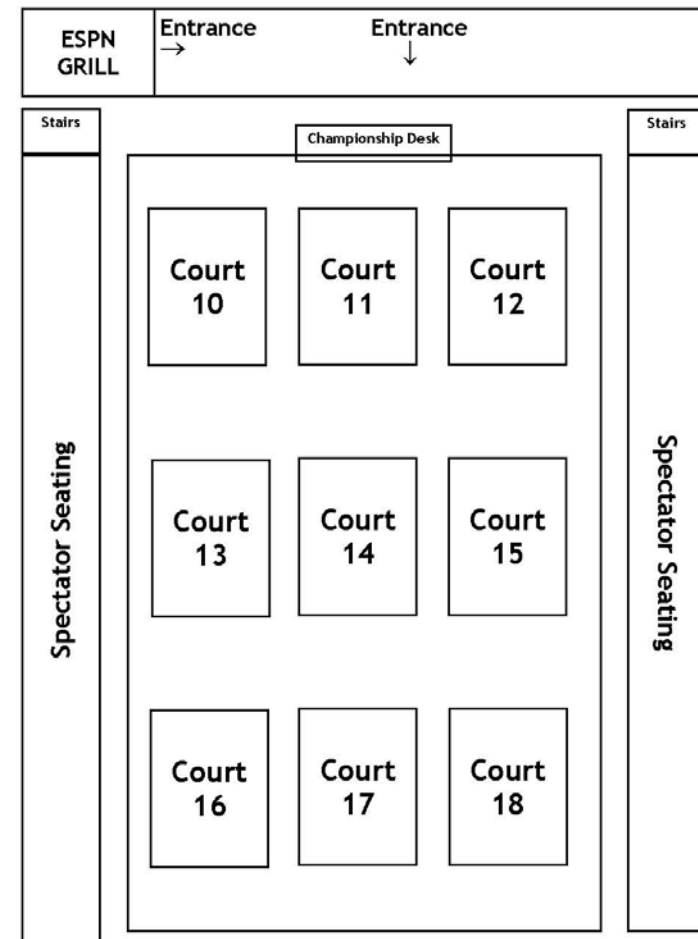 ESPN
GRILL
Entrance
→
Entrance
↓
Stairs
Championship Desk
Stairs
Spectator Seating
Court
10
Court
11
Court
12
Court
13
Court
14
Court
15
Court
16
Court
17
Court
18
Spectator Seating